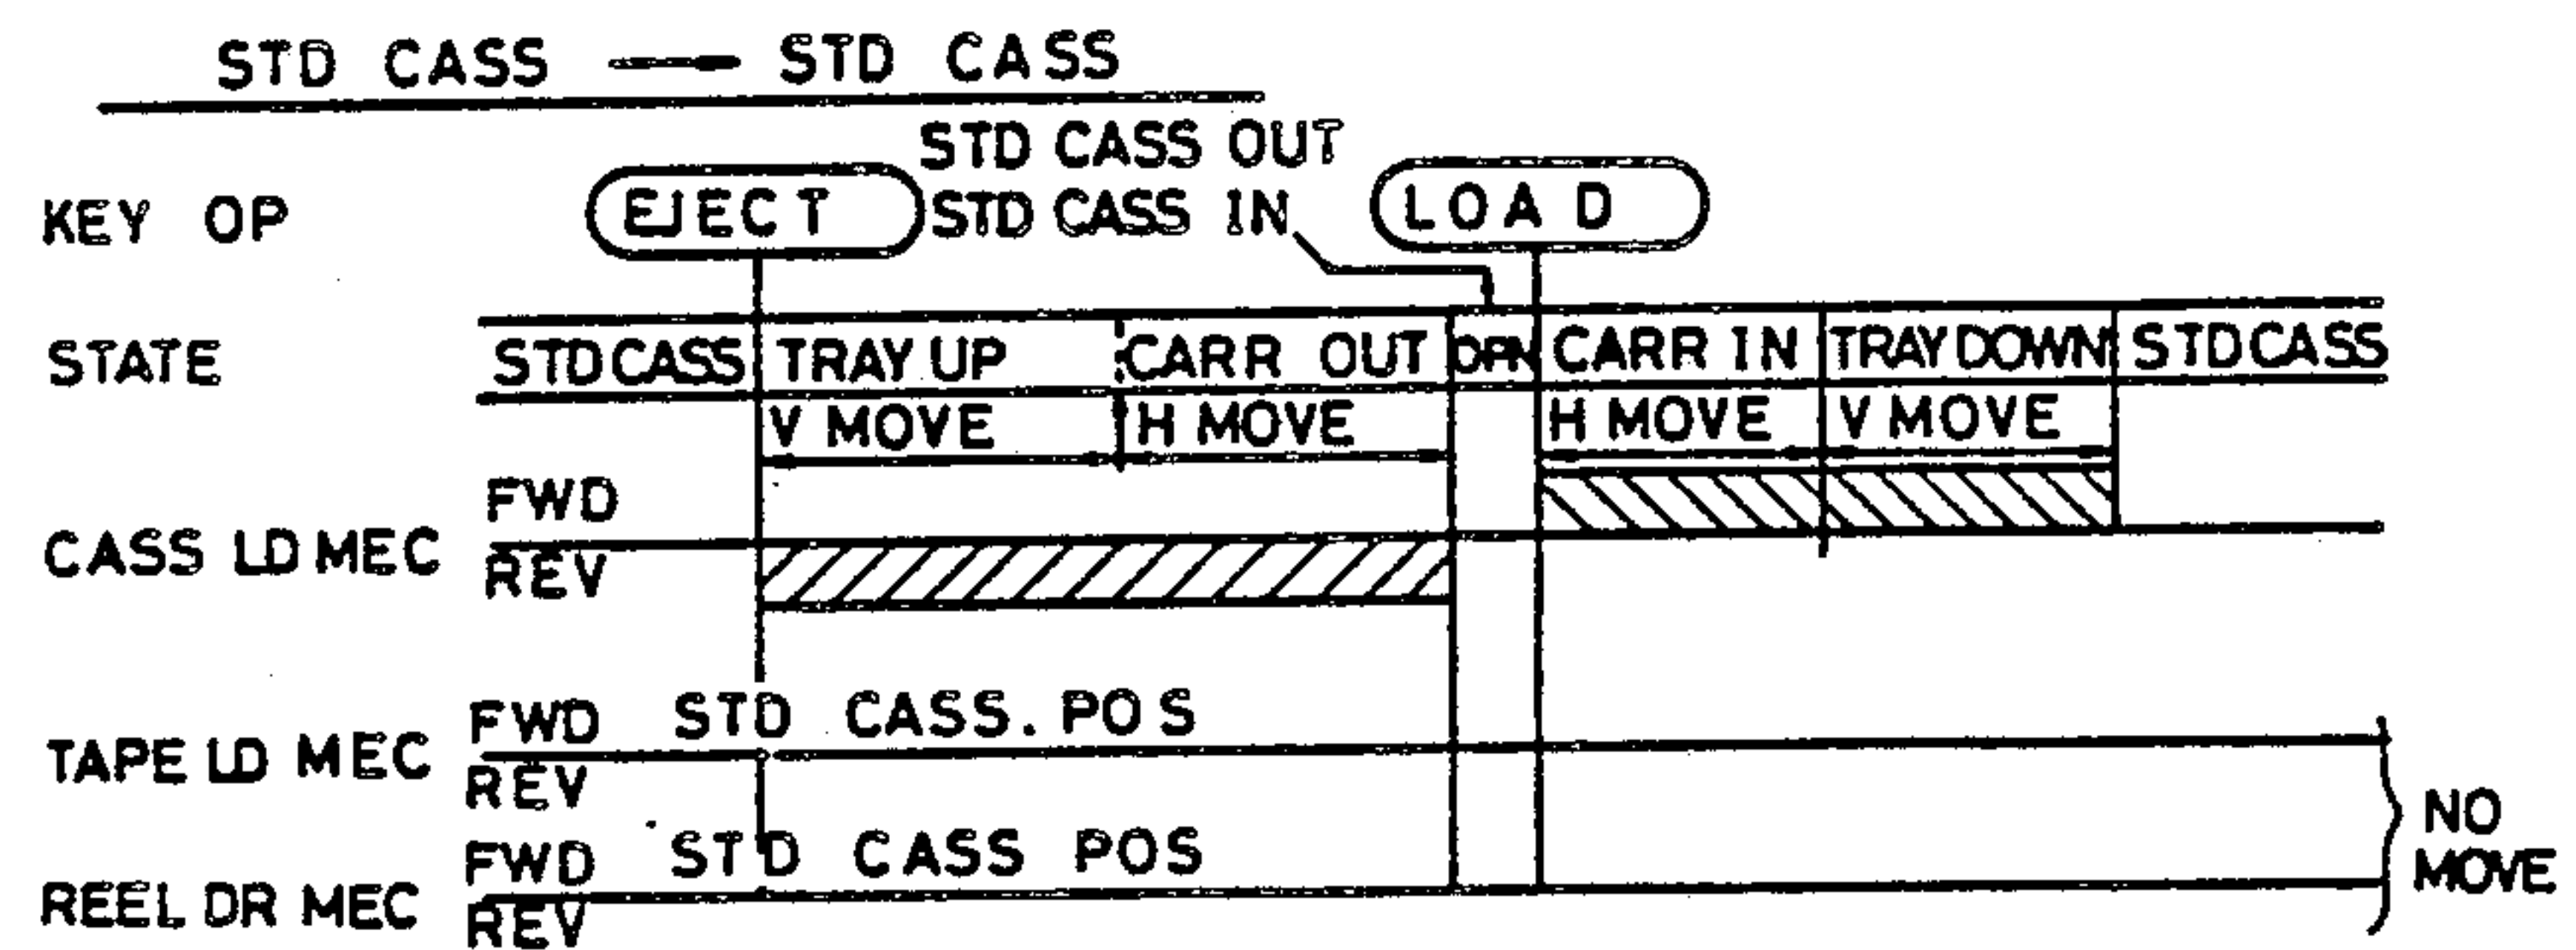 STD CASS → STD CASS
STD CASS OUT
KEY OP EJECT STD CASS IN LOAD
STATE STD CASS TRAY UP CARR OUT OPN CARR IN TRAY DOWN STD CASS
V MOVE H MOVE H MOVE V MOVE
FWD
CASS LD MEC
REV
FWD STD CASS. POS
TAPE LD MEC
REV
NO
MOVE
FWD STD CASS POS
REEL DR MEC
REV